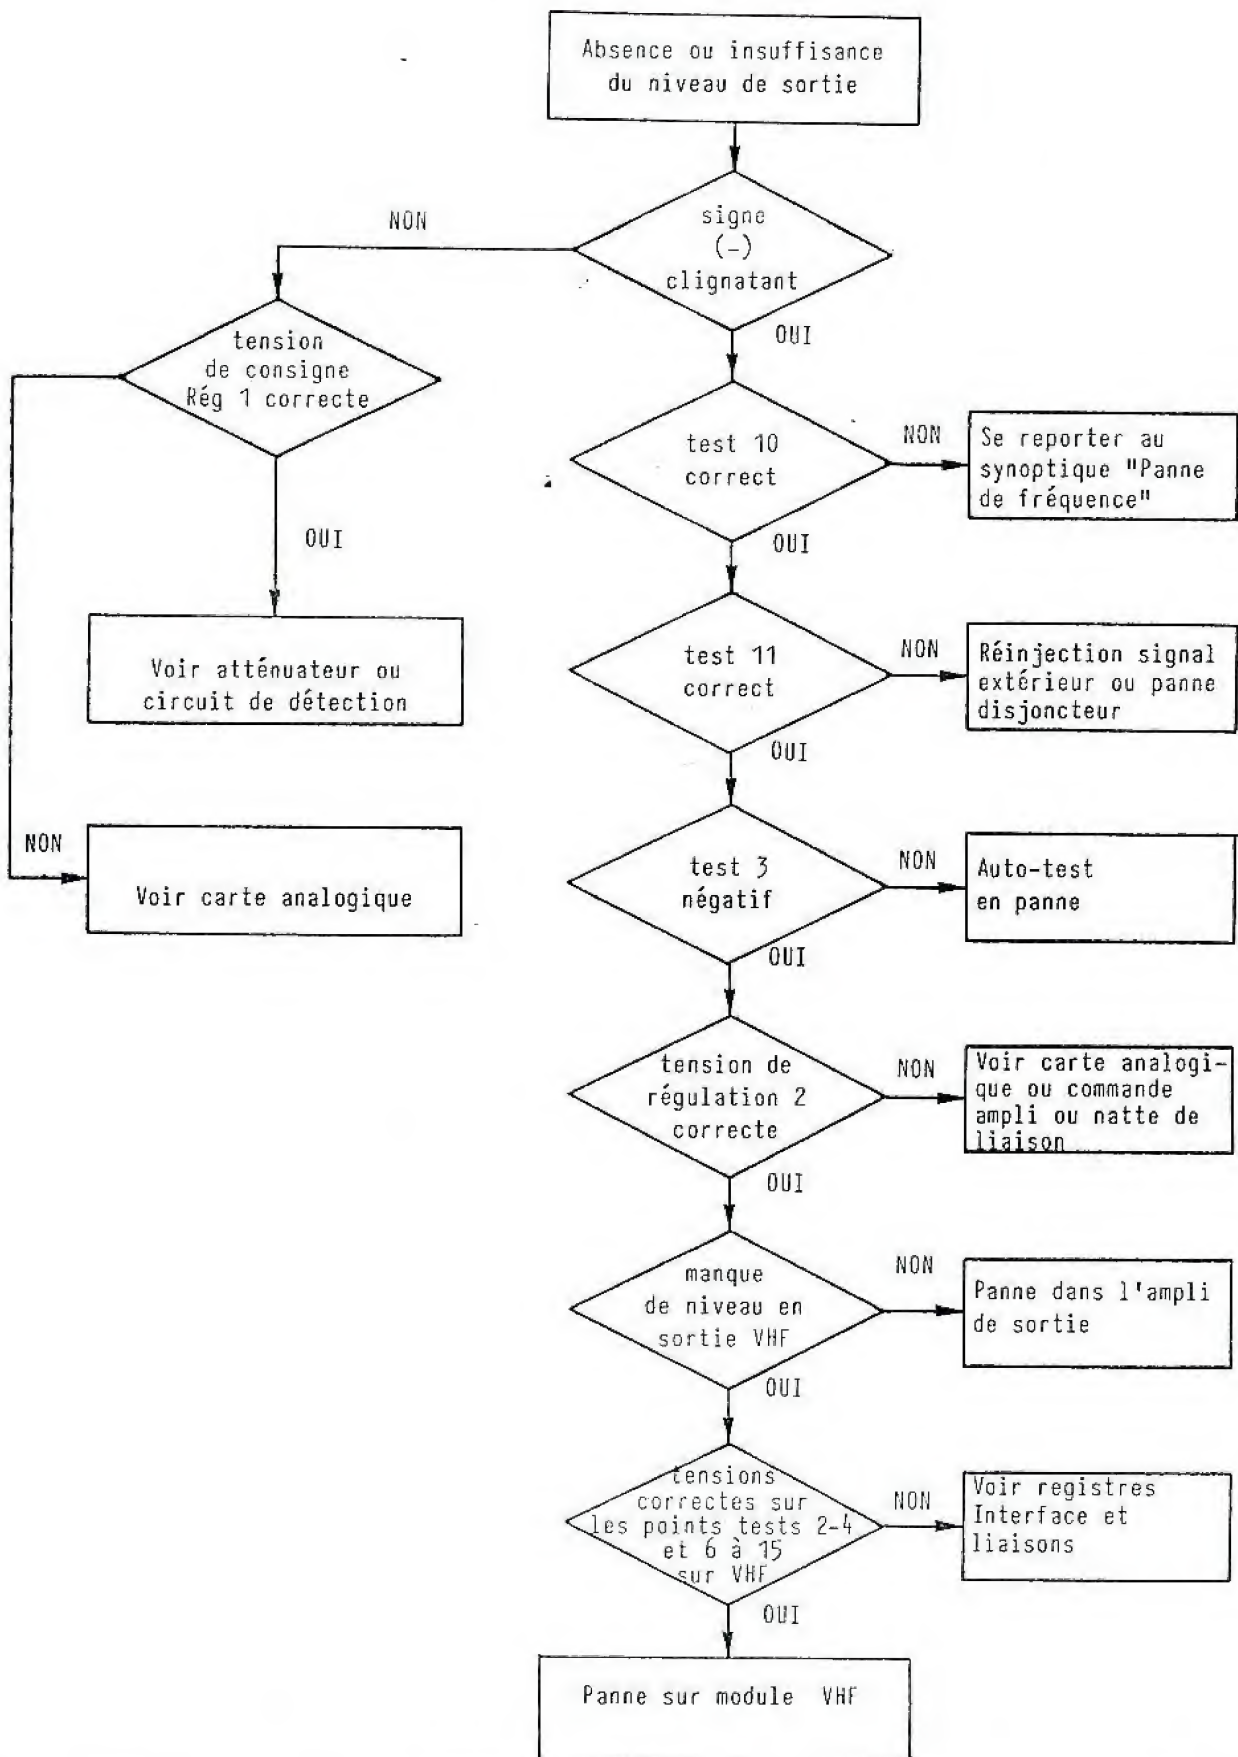 Absence ou insuffisance
du niveau de sortie
NON
signe
(-)
clignatant
OUI
tension
de consigne
Rég 1 correcte
OUI
Voir atténuateur ou
circuit de détection
NON
Voir carte analogique
test 10
correct
NON
Se reporter au
synoptique "Panne
de fréquence"
OUI
test 11
correct
NON
Réinjection signal
extérieur ou panne
disjoncteur
OUI
test 3
négatif
NON
Auto-test
en panne
OUI
tension de
régulation 2
correcte
NON
Voir carte analogi-
que ou commande
ampli ou natte de
liaison
OUI
manque
de niveau en
sortie VHF
NON
Panne dans l'ampli
de sortie
OUI
tensions
correctes sur
les points tests 2-4
et 6 à 15
sur VHF
NON
Voir registres
Interface et
liaisons
OUI
Panne sur module VHF